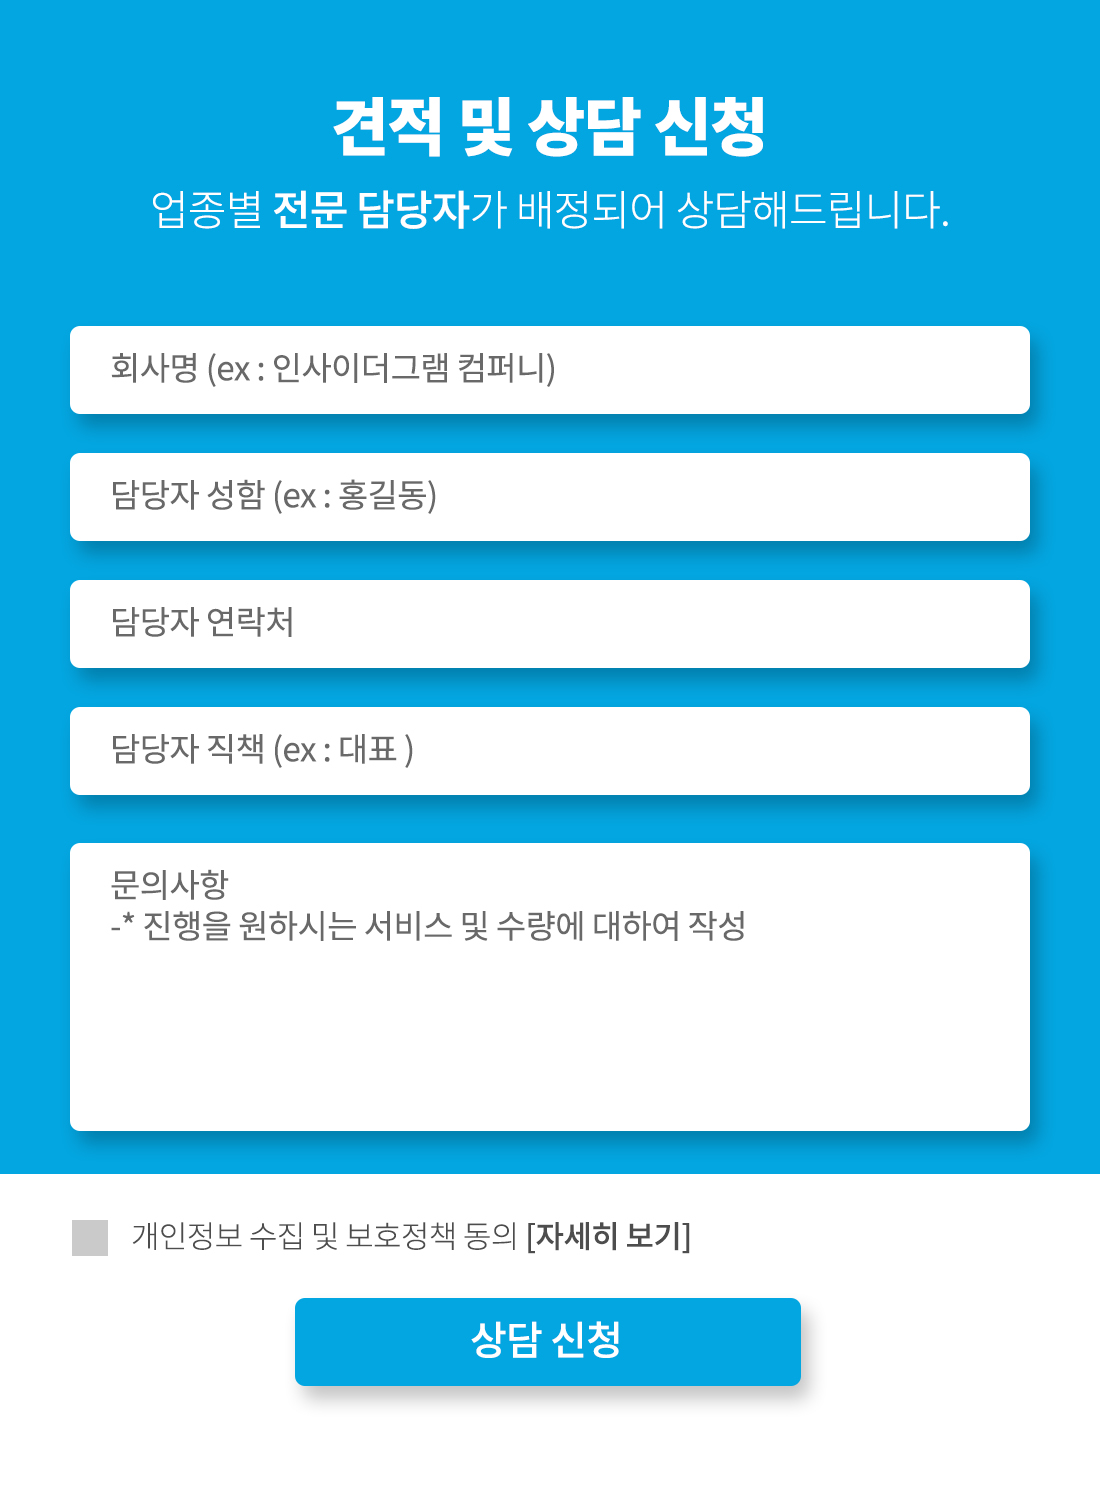 견적 및 상담 신청
업종별 전문 담당자가 배정되어 상담해드립니다.
회사명 (ex : 인사이더그램 컴퍼니)
담당자 성함 (ex : 홍길동)
담당자 연락처
담당자 직책 (ex : 대표 )
문의사항
-* 진행을 원하시는 서비스 및 수량에 대하여 작성
개인정보 수집 및 보호정책 동의 [자세히 보기]
상담 신청